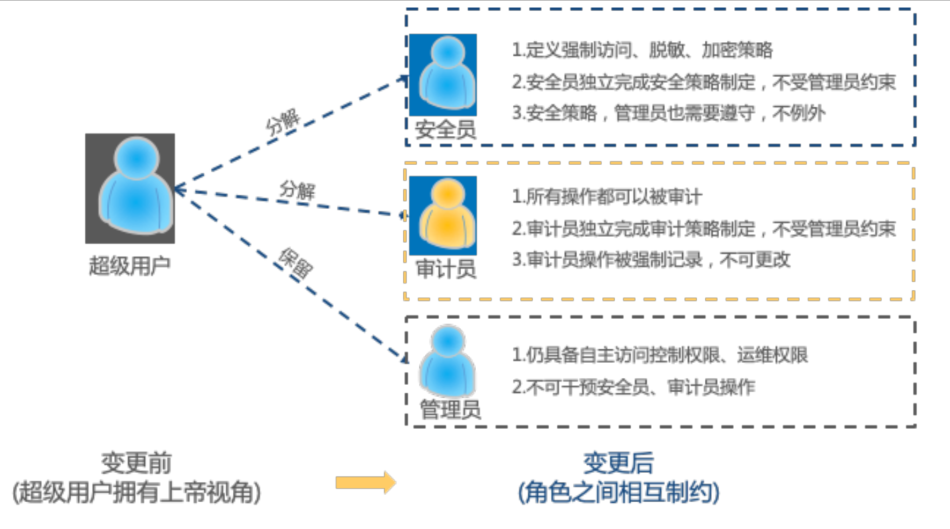 超级用户
分解
分解
保留
安全员
1.定义强制访问、脱敏、加密策略
2.安全员独立完成安全策略制定，不受管理员约束
3.安全策略，管理员也需要遵守，不例外
审计员
1.所有操作都可以被审计
2.审计员独立完成审计策略制定，不受管理员约束
3.审计员操作被强制记录，不可更改
管理员
1.仍具备自主访问控制权限、运维权限
2.不可干预安全员、审计员操作
变更前
(超级用户拥有上帝视角)
变更后
(角色之间相互制约)